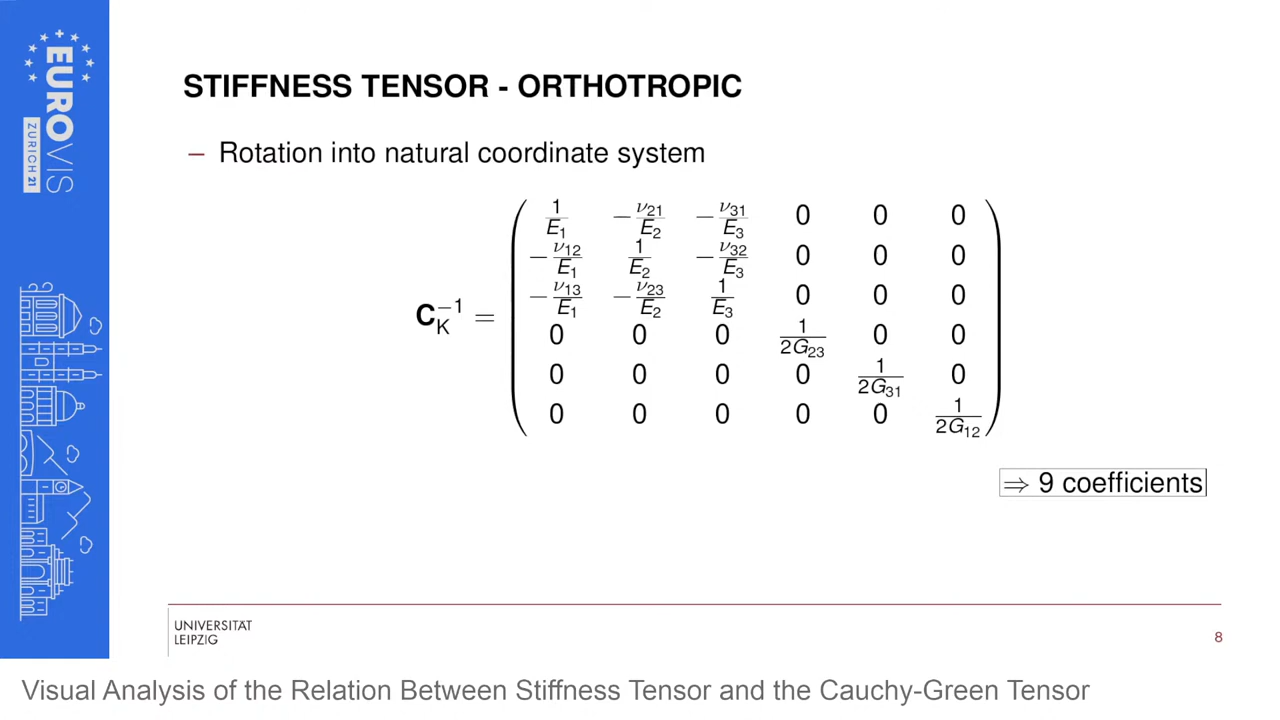 EUROVIS
ZURICH 21
STIFFNESS TENSOR - ORTHOTROPIC
– Rotation into natural coordinate system
C_K^{-1} =
1/E_1 -ν_21/E_2 -ν_31/E_3 0 0 0
-ν_12/E_1 1/E_2 -ν_32/E_3 0 0 0
-ν_13/E_1 -ν_23/E_2 1/E_3 0 0 0
0 0 0 1/2G_23 0 0
0 0 0 0 1/2G_31 0
0 0 0 0 0 1/2G_12
⇒ 9 coefficients
UNIVERSITÄT
LEIPZIG
8
Visual Analysis of the Relation Between Stiffness Tensor and the Cauchy-Green Tensor